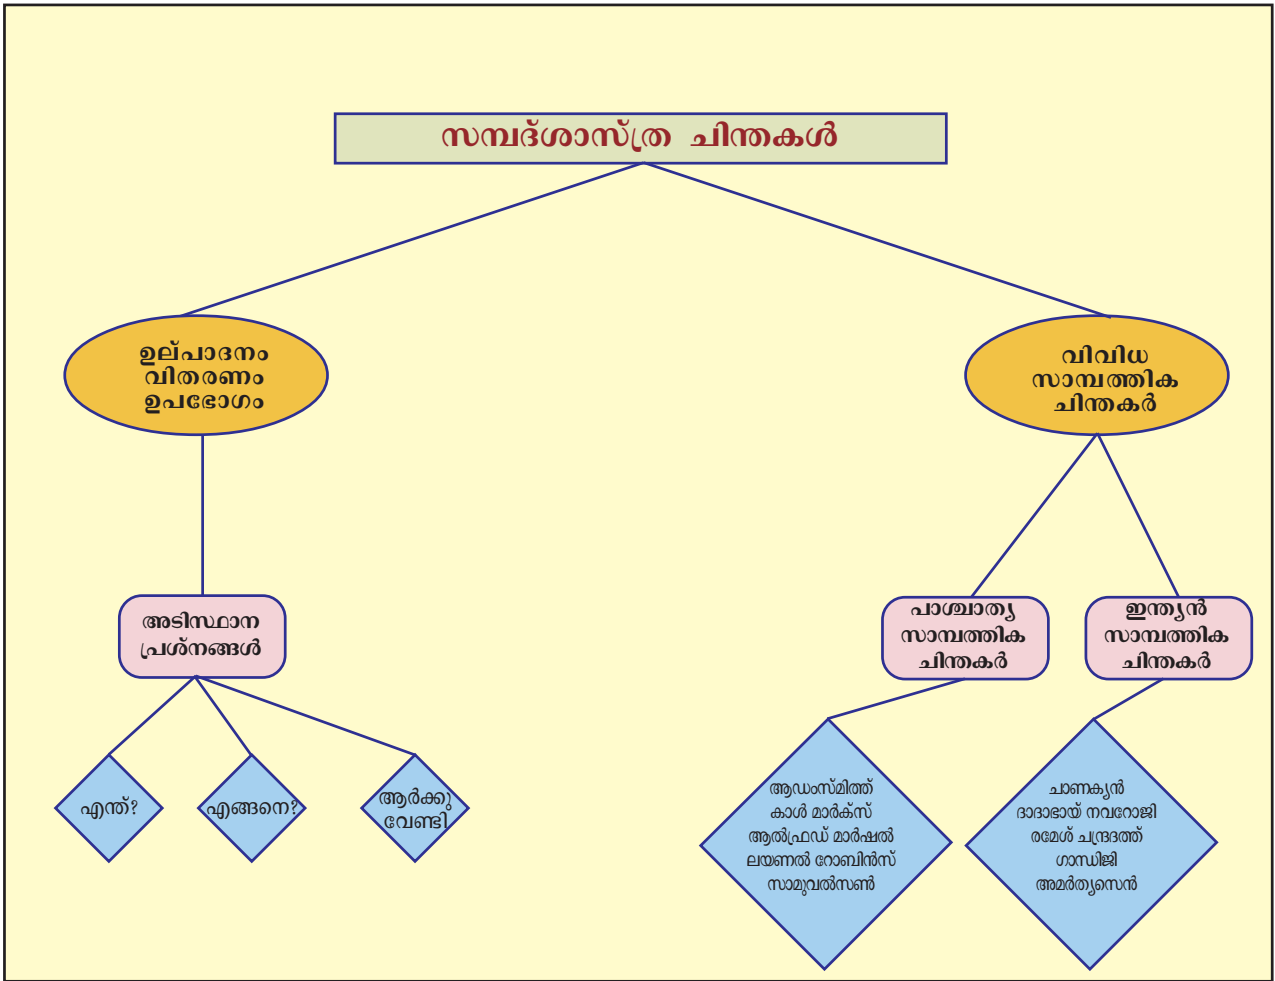 സമ്പദ്ശാസ്ത്ര ചിന്തകൾ
ഉല്പാദനം
വിതരണം
ഉപഭോഗം
അടിസ്ഥാന
പ്രശ്നങ്ങൾ
എന്ത്?
എങ്ങനെ?
ആർക്കു
വേണ്ടി
വിവിധ
സാമ്പത്തിക
ചിന്തകർ
പാശ്ചാത്യ
സാമ്പത്തിക
ചിന്തകർ
ആഡംസ്മിത്ത്
കാൾ മാർക്സ്
ആൽഫ്രഡ് മാർഷൽ
ലയണൽ റോബിൻസ്
സാമുവൽസൺ
ഇന്ത്യൻ
സാമ്പത്തിക
ചിന്തകർ
ചാണക്യൻ
ദാദാഭായ് നവറോജി
രമേശ് ചന്ദ്രദത്ത്
ഗാന്ധിജി
അമർത്യസെൻ